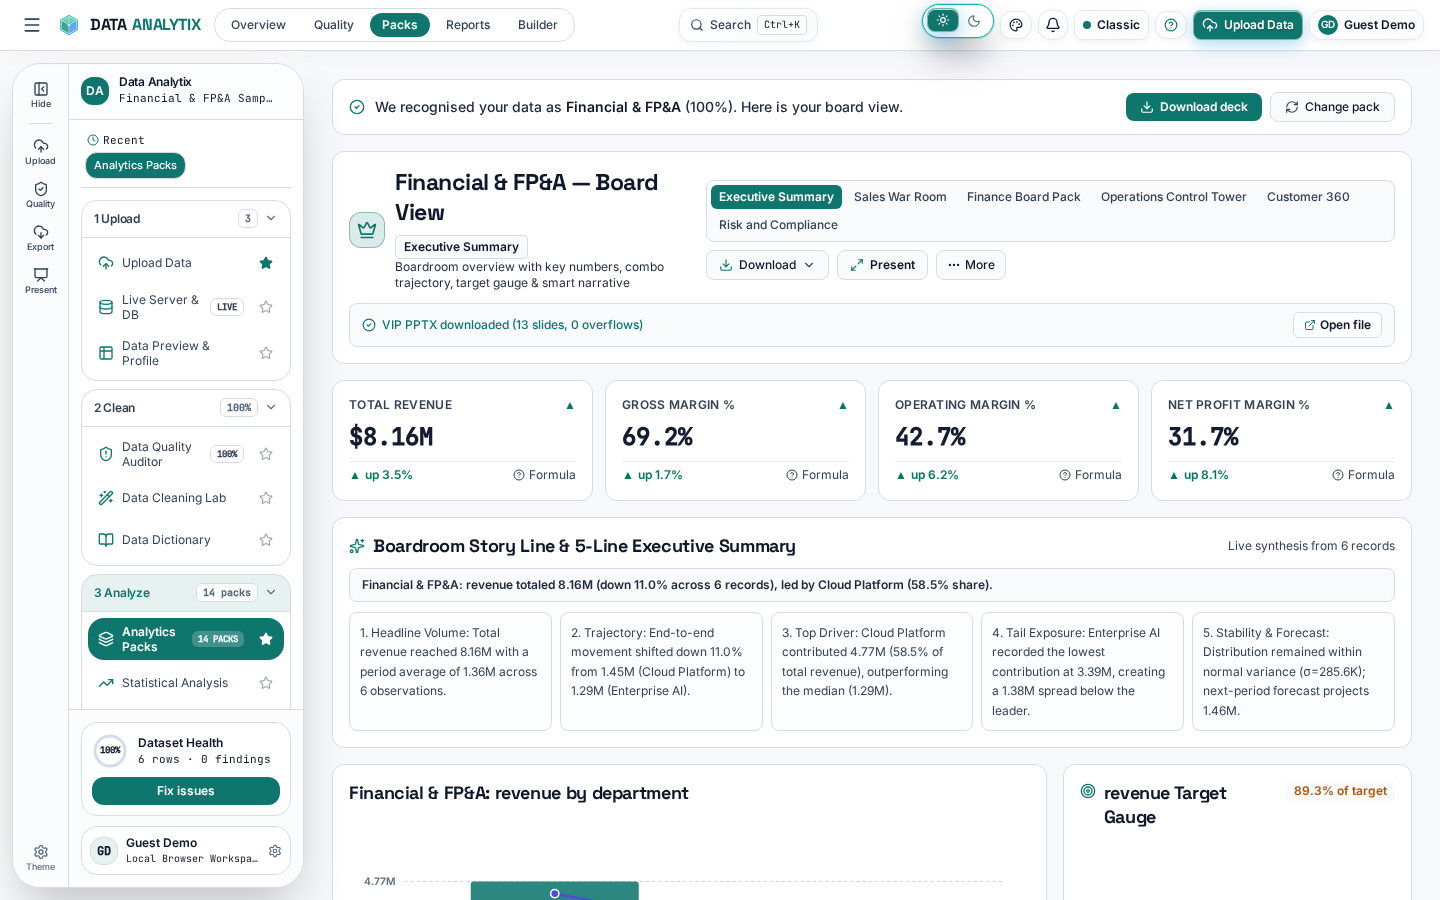 DATA ANALYTIX
Overview
Quality
Packs
Reports
Builder
Search Ctrl+K
Classic
Upload Data
GD Guest Demo
Hide
Upload
Quality
Export
Present
Theme
DA
Data Analytix
Financial & FP&A Samp…
Recent
Analytics Packs
1 Upload 3
Upload Data
Live Server &
DB
LIVE
Data Preview &
Profile
2 Clean 100%
Data Quality
Auditor
100%
Data Cleaning Lab
Data Dictionary
3 Analyze 14 packs
Analytics
Packs
14 PACKS
Statistical Analysis
100%
Dataset Health
6 rows · 0 findings
Fix issues
GD
Guest Demo
Local Browser Workspa…
We recognised your data as Financial & FP&A (100%). Here is your board view.
Download deck
Change pack
Financial & FP&A — Board
View
Executive Summary
Boardroom overview with key numbers, combo
trajectory, target gauge & smart narrative
Executive Summary
Sales War Room
Finance Board Pack
Operations Control Tower
Customer 360
Risk and Compliance
Download
Present
··· More
VIP PPTX downloaded (13 slides, 0 overflows)
Open file
TOTAL REVENUE ▲
$8.16M
▲ up 3.5%
Formula
GROSS MARGIN % ▲
69.2%
▲ up 1.7%
Formula
OPERATING MARGIN % ▲
42.7%
▲ up 6.2%
Formula
NET PROFIT MARGIN % ▲
31.7%
▲ up 8.1%
Formula
Boardroom Story Line & 5-Line Executive Summary
Live synthesis from 6 records
Financial & FP&A: revenue totaled 8.16M (down 11.0% across 6 records), led by Cloud Platform (58.5% share).
1. Headline Volume: Total
revenue reached 8.16M with a
period average of 1.36M across
6 observations.
2. Trajectory: End-to-end
movement shifted down 11.0%
from 1.45M (Cloud Platform) to
1.29M (Enterprise AI).
3. Top Driver: Cloud Platform
contributed 4.77M (58.5% of
total revenue), outperforming
the median (1.29M).
4. Tail Exposure: Enterprise AI
recorded the lowest
contribution at 3.39M, creating
a 1.38M spread below the
leader.
5. Stability & Forecast:
Distribution remained within
normal variance (σ=285.6K);
next-period forecast projects
1.46M.
Financial & FP&A: revenue by department
4.77M
revenue Target
Gauge
89.3% of target